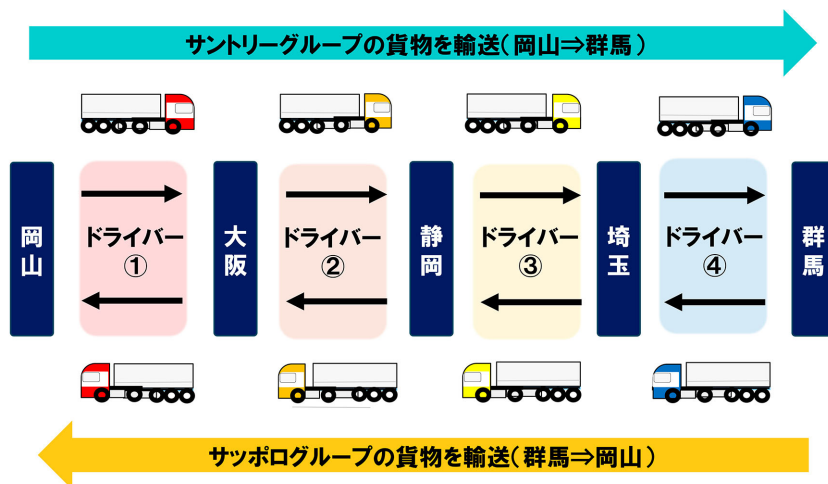 サントリーグループの貨物を輸送(岡山⇒群馬)
岡山
ドライバー
①
大阪
ドライバー
②
静岡
ドライバー
③
埼玉
ドライバー
④
群馬
サッポログループの貨物を輸送(群馬⇒岡山)